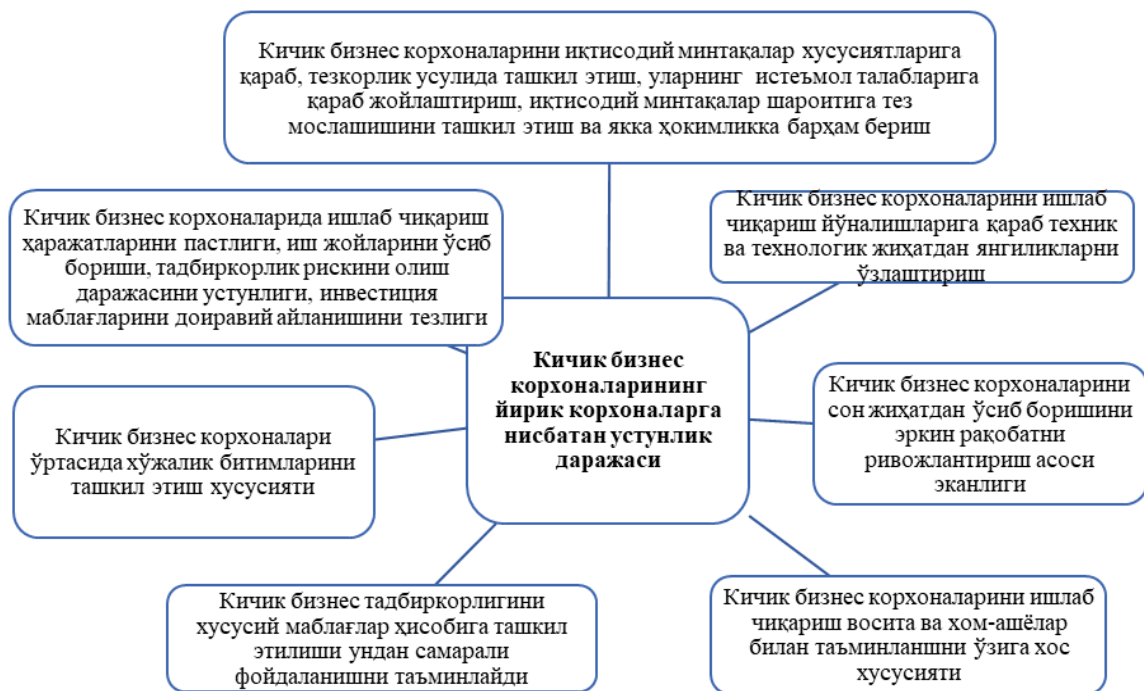 Кичик бизнес корхоналарини иқтисодий минтақалар хусусиятларига
қараб, тезкорлик усулида ташкил этиш, уларнинг истеъмол талабларига
қараб жойлаштириш, иқтисодий минтақалар шароитига тез
мослашишини ташкил этиш ва якка ҳокимликка барҳам бериш
Кичик бизнес корхоналарида ишлаб чиқариш
ҳаражатларини пастлиги, иш жойларини ўсиб
бориши, тадбиркорлик рискини олиш
даражасини устунлиги, инвестиция
маблағларини доиравий айланишини тезлиги
Кичик бизнес корхоналарини ишлаб
чиқариш йўналишларига қараб техник
ва технологик жиҳатдан янгиликларни
ўзлаштириш
Кичик бизнес
корхоналарининг
йирик корхоналарга
нисбатан устунлик
даражаси
Кичик бизнес корхоналарини
сон жиҳатдан ўсиб боришини
эркин рақобатни
ривожлантириш асоси
эканлиги
Кичик бизнес корхоналари
ўртасида хўжалик битимларини
ташкил этиш хусусияти
Кичик бизнес тадбиркорлигини
хусусий маблағлар ҳисобига ташкил
этилиши ундан самарали
фойдаланишни таъминлайди
Кичик бизнес корхоналарини ишлаб
чиқариш восита ва хом-ашёлар
билан таъминланшни ўзига хос
хусусияти